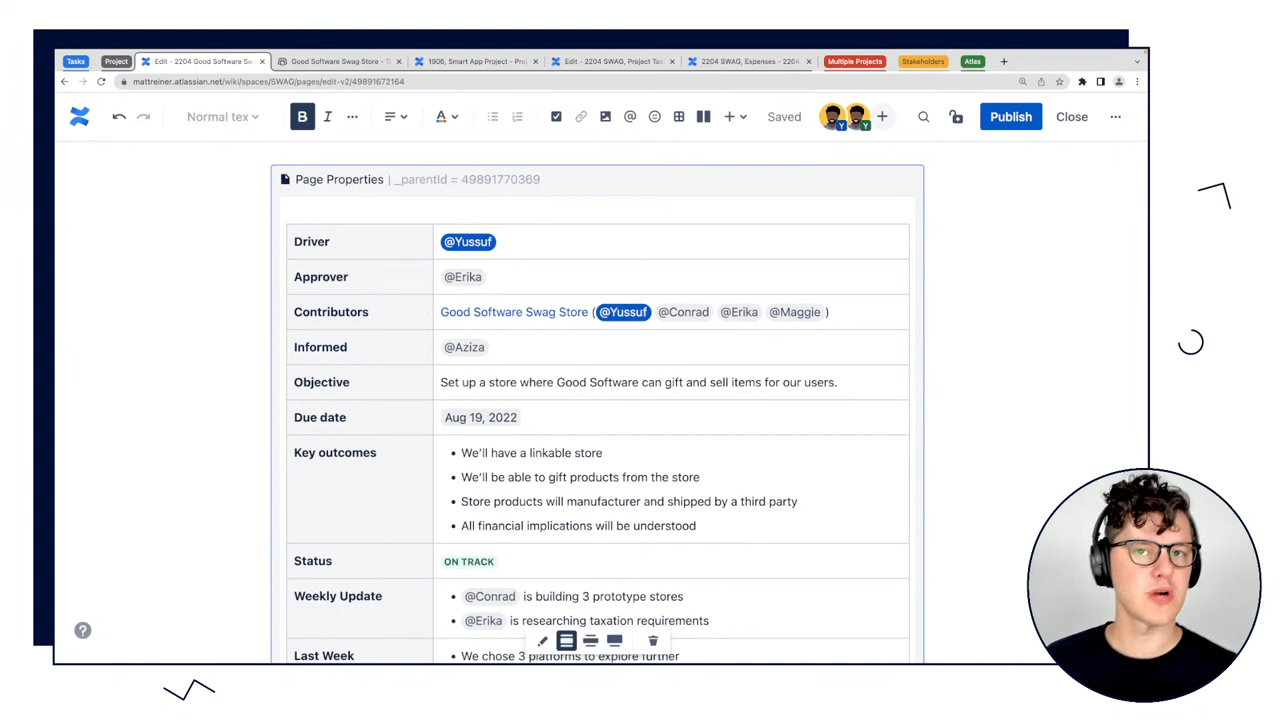 Tasks Project Edit - 2204 Good Software Sw Good Software Swag Store - T 1906, Smart App Project - Pro Edit - 2204 SWAG, Project Tas 2204 SWAG, Expenses - 2204 Multiple Projects Stakeholders Atlas
mattreiner.atlassian.net/wiki/spaces/SWAG/pages/edit-v2/49891672164
Normal tex B I A @ Saved Y Y Publish Close
Page Properties | _parentId = 49891770369
Driver @Yussuf
Approver @Erika
Contributors Good Software Swag Store ( @Yussuf @Conrad @Erika @Maggie )
Informed @Aziza
Objective Set up a store where Good Software can gift and sell items for our users.
Due date Aug 19, 2022
Key outcomes • We'll have a linkable store
• We'll be able to gift products from the store
• Store products will manufacturer and shipped by a third party
• All financial implications will be understood
Status ON TRACK
Weekly Update • @Conrad is building 3 prototype stores
• @Erika is researching taxation requirements
Last Week • We chose 3 platforms to explore further